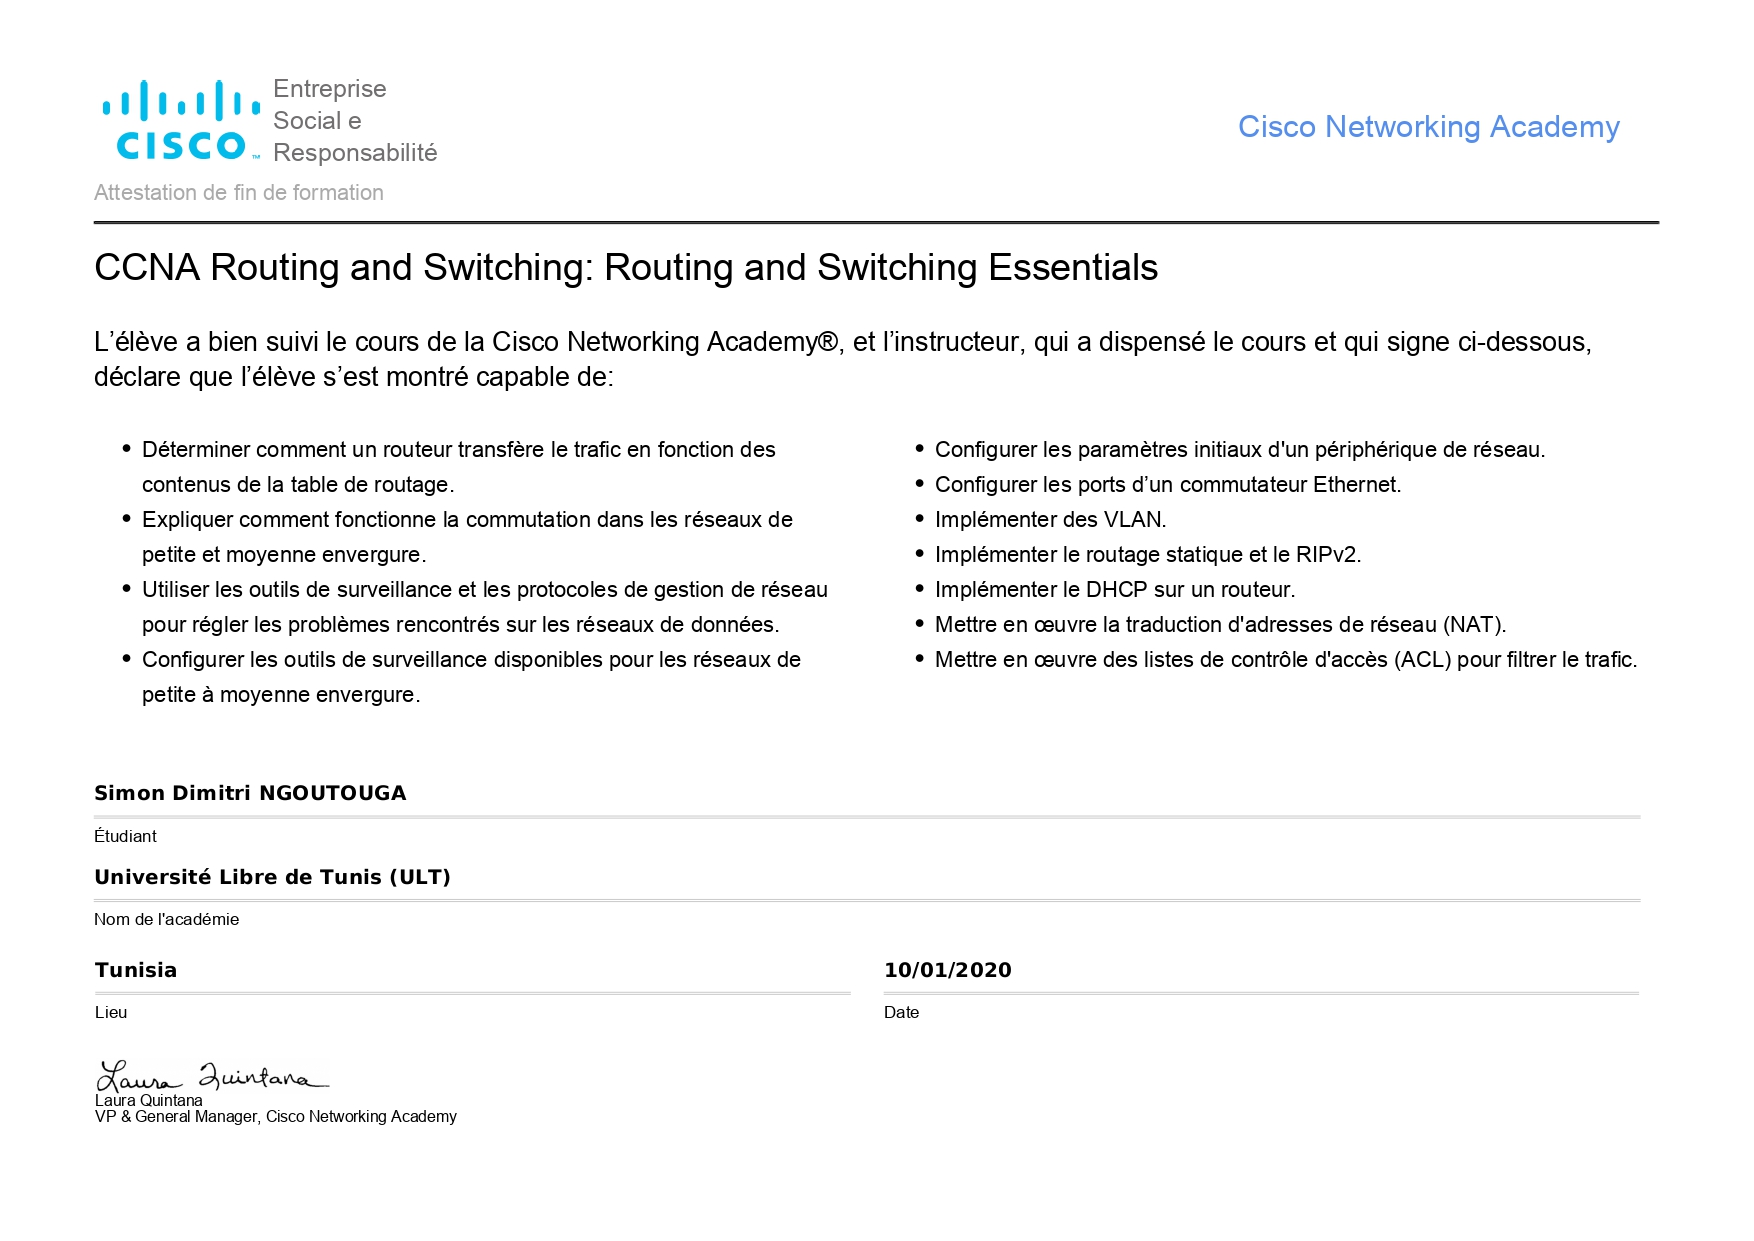 CISCO™
Entreprise
Social e
Responsabilité
Cisco Networking Academy
Attestation de fin de formation
CCNA Routing and Switching: Routing and Switching Essentials
L’élève a bien suivi le cours de la Cisco Networking Academy®, et l’instructeur, qui a dispensé le cours et qui signe ci-dessous,
déclare que l’élève s’est montré capable de:
• Déterminer comment un routeur transfère le trafic en fonction des
contenus de la table de routage.
• Expliquer comment fonctionne la commutation dans les réseaux de
petite et moyenne envergure.
• Utiliser les outils de surveillance et les protocoles de gestion de réseau
pour régler les problèmes rencontrés sur les réseaux de données.
• Configurer les outils de surveillance disponibles pour les réseaux de
petite à moyenne envergure.
• Configurer les paramètres initiaux d'un périphérique de réseau.
• Configurer les ports d’un commutateur Ethernet.
• Implémenter des VLAN.
• Implémenter le routage statique et le RIPv2.
• Implémenter le DHCP sur un routeur.
• Mettre en œuvre la traduction d'adresses de réseau (NAT).
• Mettre en œuvre des listes de contrôle d'accès (ACL) pour filtrer le trafic.
Simon Dimitri NGOUTOUGA
Étudiant
Université Libre de Tunis (ULT)
Nom de l'académie
Tunisia
Lieu
10/01/2020
Date
Laura Quintana
Laura Quintana
VP & General Manager, Cisco Networking Academy